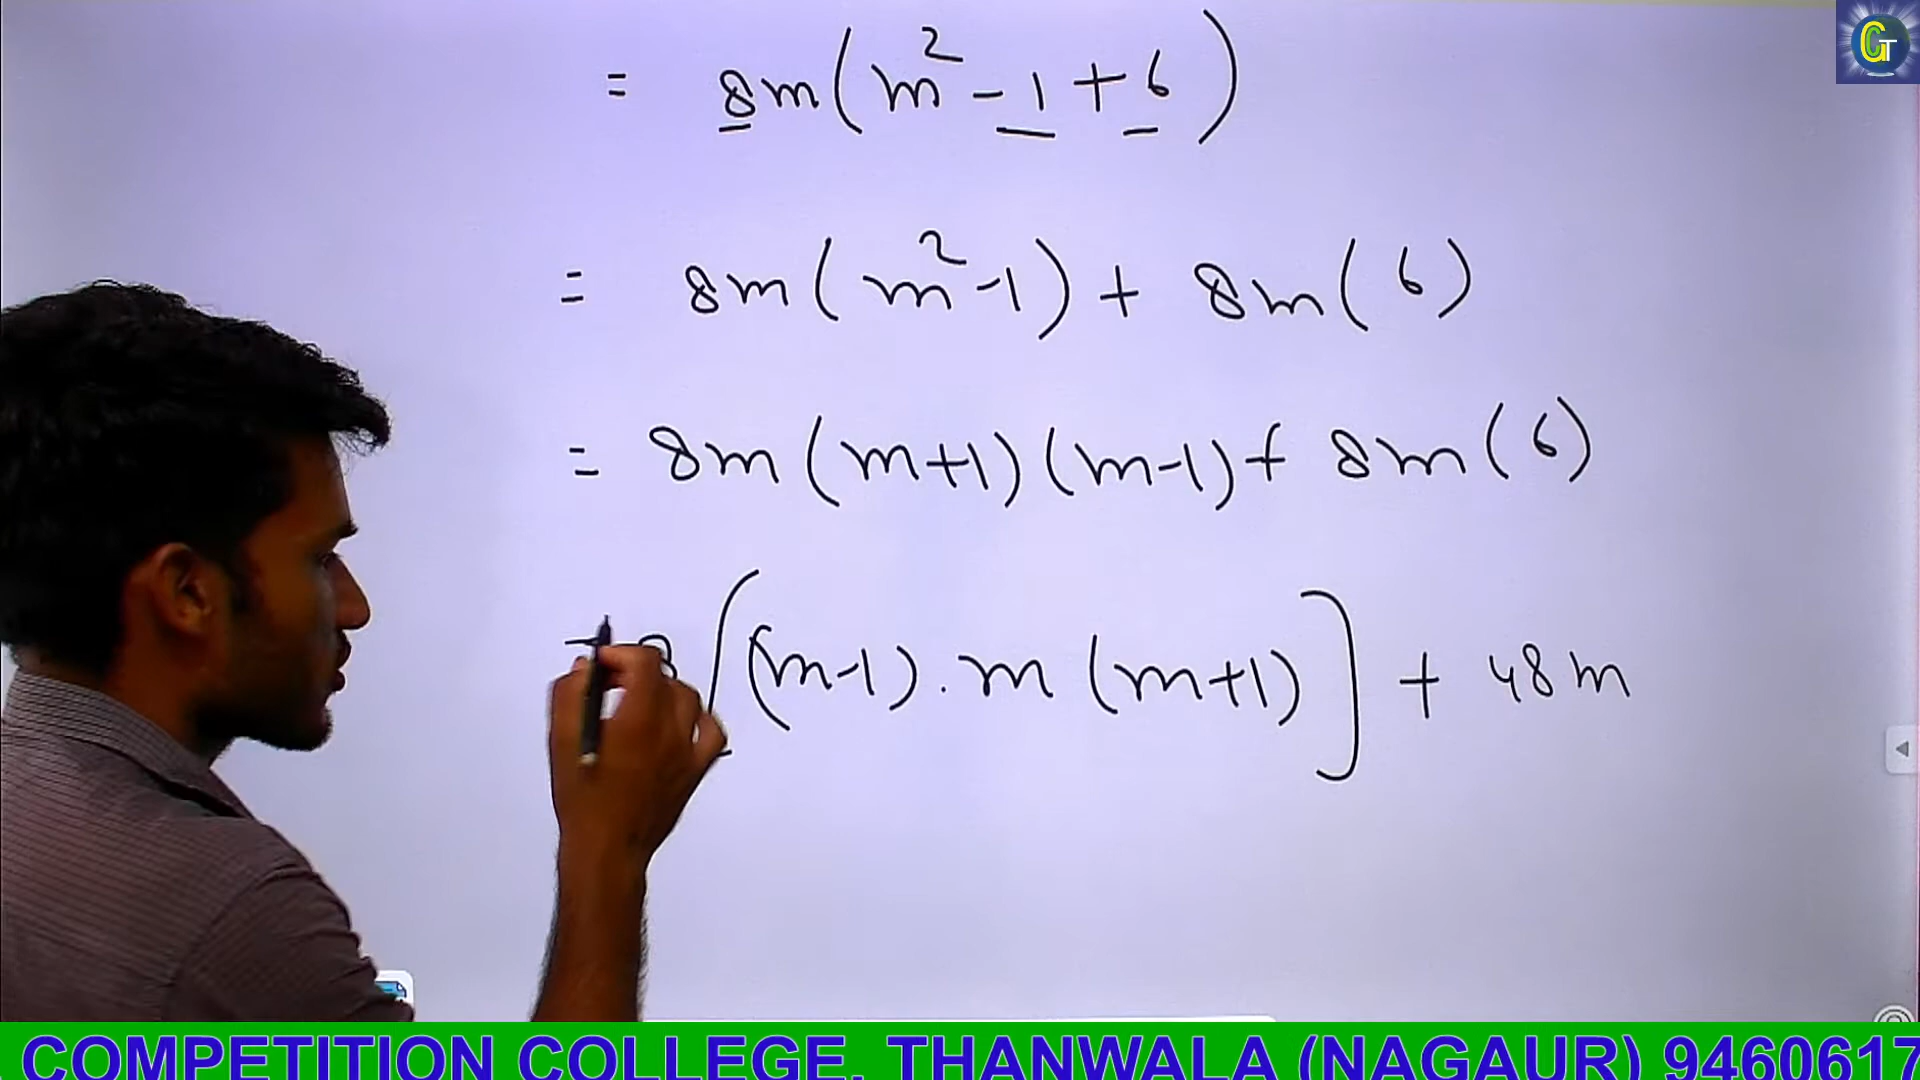 = 8m(m² - 1 + 6)
= 8m(m² - 1) + 8m(6)
= 8m(m+1)(m-1) + 8m(6)
[(m-1).m(m+1)] + 48m
COMPETITION COLLEGE, THANWALA (NAGAUR) 9460617